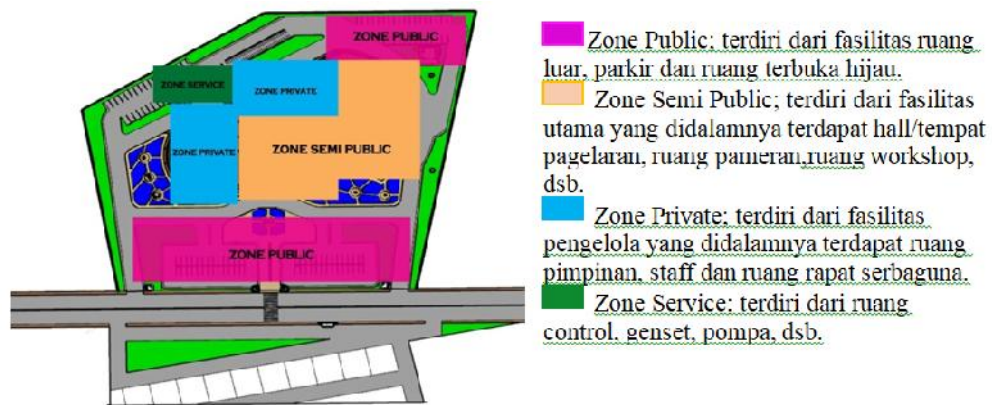 ZONE PUBLIC
ZONE SERVICE
ZONE PRIVATE
ZONE PRIVATE
ZONE SEMI PUBLIC
ZONE PUBLIC
Zone Public; terdiri dari fasilitas ruang
luar, parkir dan ruang terbuka hijau.
Zone Semi Public; terdiri dari fasilitas
utama yang didalamnya terdapat hall/tempat
pagelaran, ruang pameran,ruang workshop,
dsb.
Zone Private; terdiri dari fasilitas
pengelola yang didalamnya terdapat ruang
pimpinan, staff dan ruang rapat serbaguna.
Zone Service; terdiri dari ruang
control, genset, pompa, dsb.